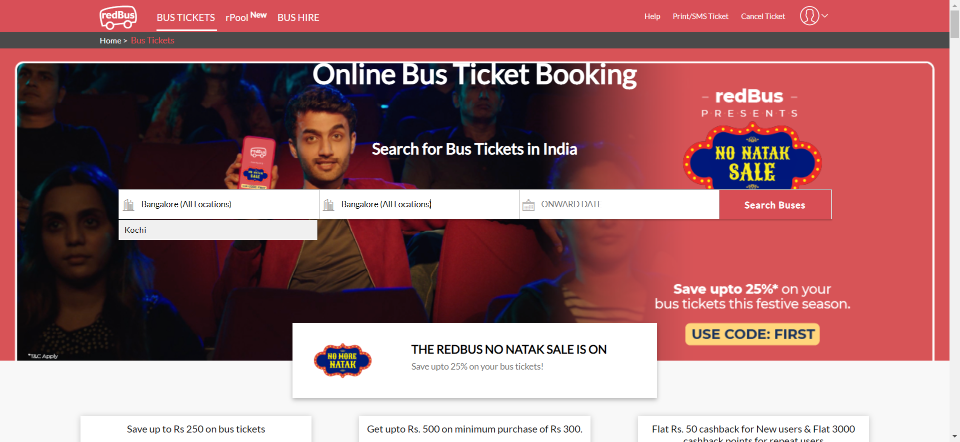 redBus
BUS TICKETS
rPool New
BUS HIRE
Help
Print/SMS Ticket
Cancel Ticket
Home >
Bus Tickets
Online Bus Ticket Booking
redBus
NO NATAK
SALE
- redBus -
PRESENTS
NO NATAK
SALE
Search for Bus Tickets in India
Bangalore (All Locations)
Bangalore (All Locations)
ONWARD DATE
Search Buses
Kochi
Save upto 25%* on your
bus tickets this festive season.
USE CODE: FIRST
*T&C Apply
NO MORE
NATAK
THE REDBUS NO NATAK SALE IS ON
Save upto 25% on your bus tickets!
Save up to Rs 250 on bus tickets
Get upto Rs. 500 on minimum purchase of Rs 300.
Flat Rs. 50 cashback for New users & Flat 3000
cashback points for repeat users